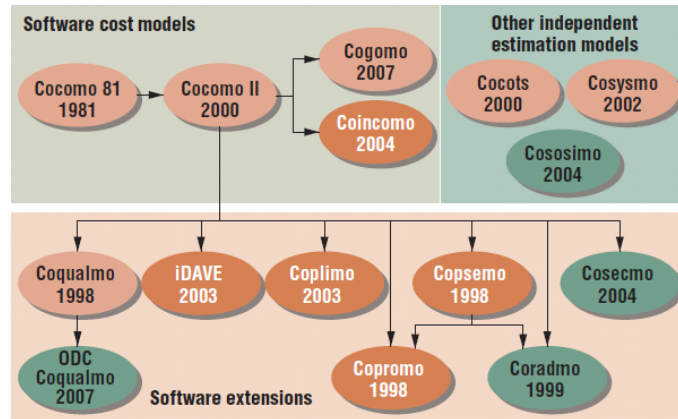 Software cost models
Cocomo 81
1981
Cocomo II
2000
Cogomo
2007
Coincomo
2004
Other independent
estimation models
Cocots
2000
Cosysmo
2002
Cososimo
2004
Coqualmo
1998
iDAVE
2003
Coplimo
2003
Copsemo
1998
Cosecmo
2004
ODC
Coqualmo
2007
Copromo
1998
Coradmo
1999
Software extensions